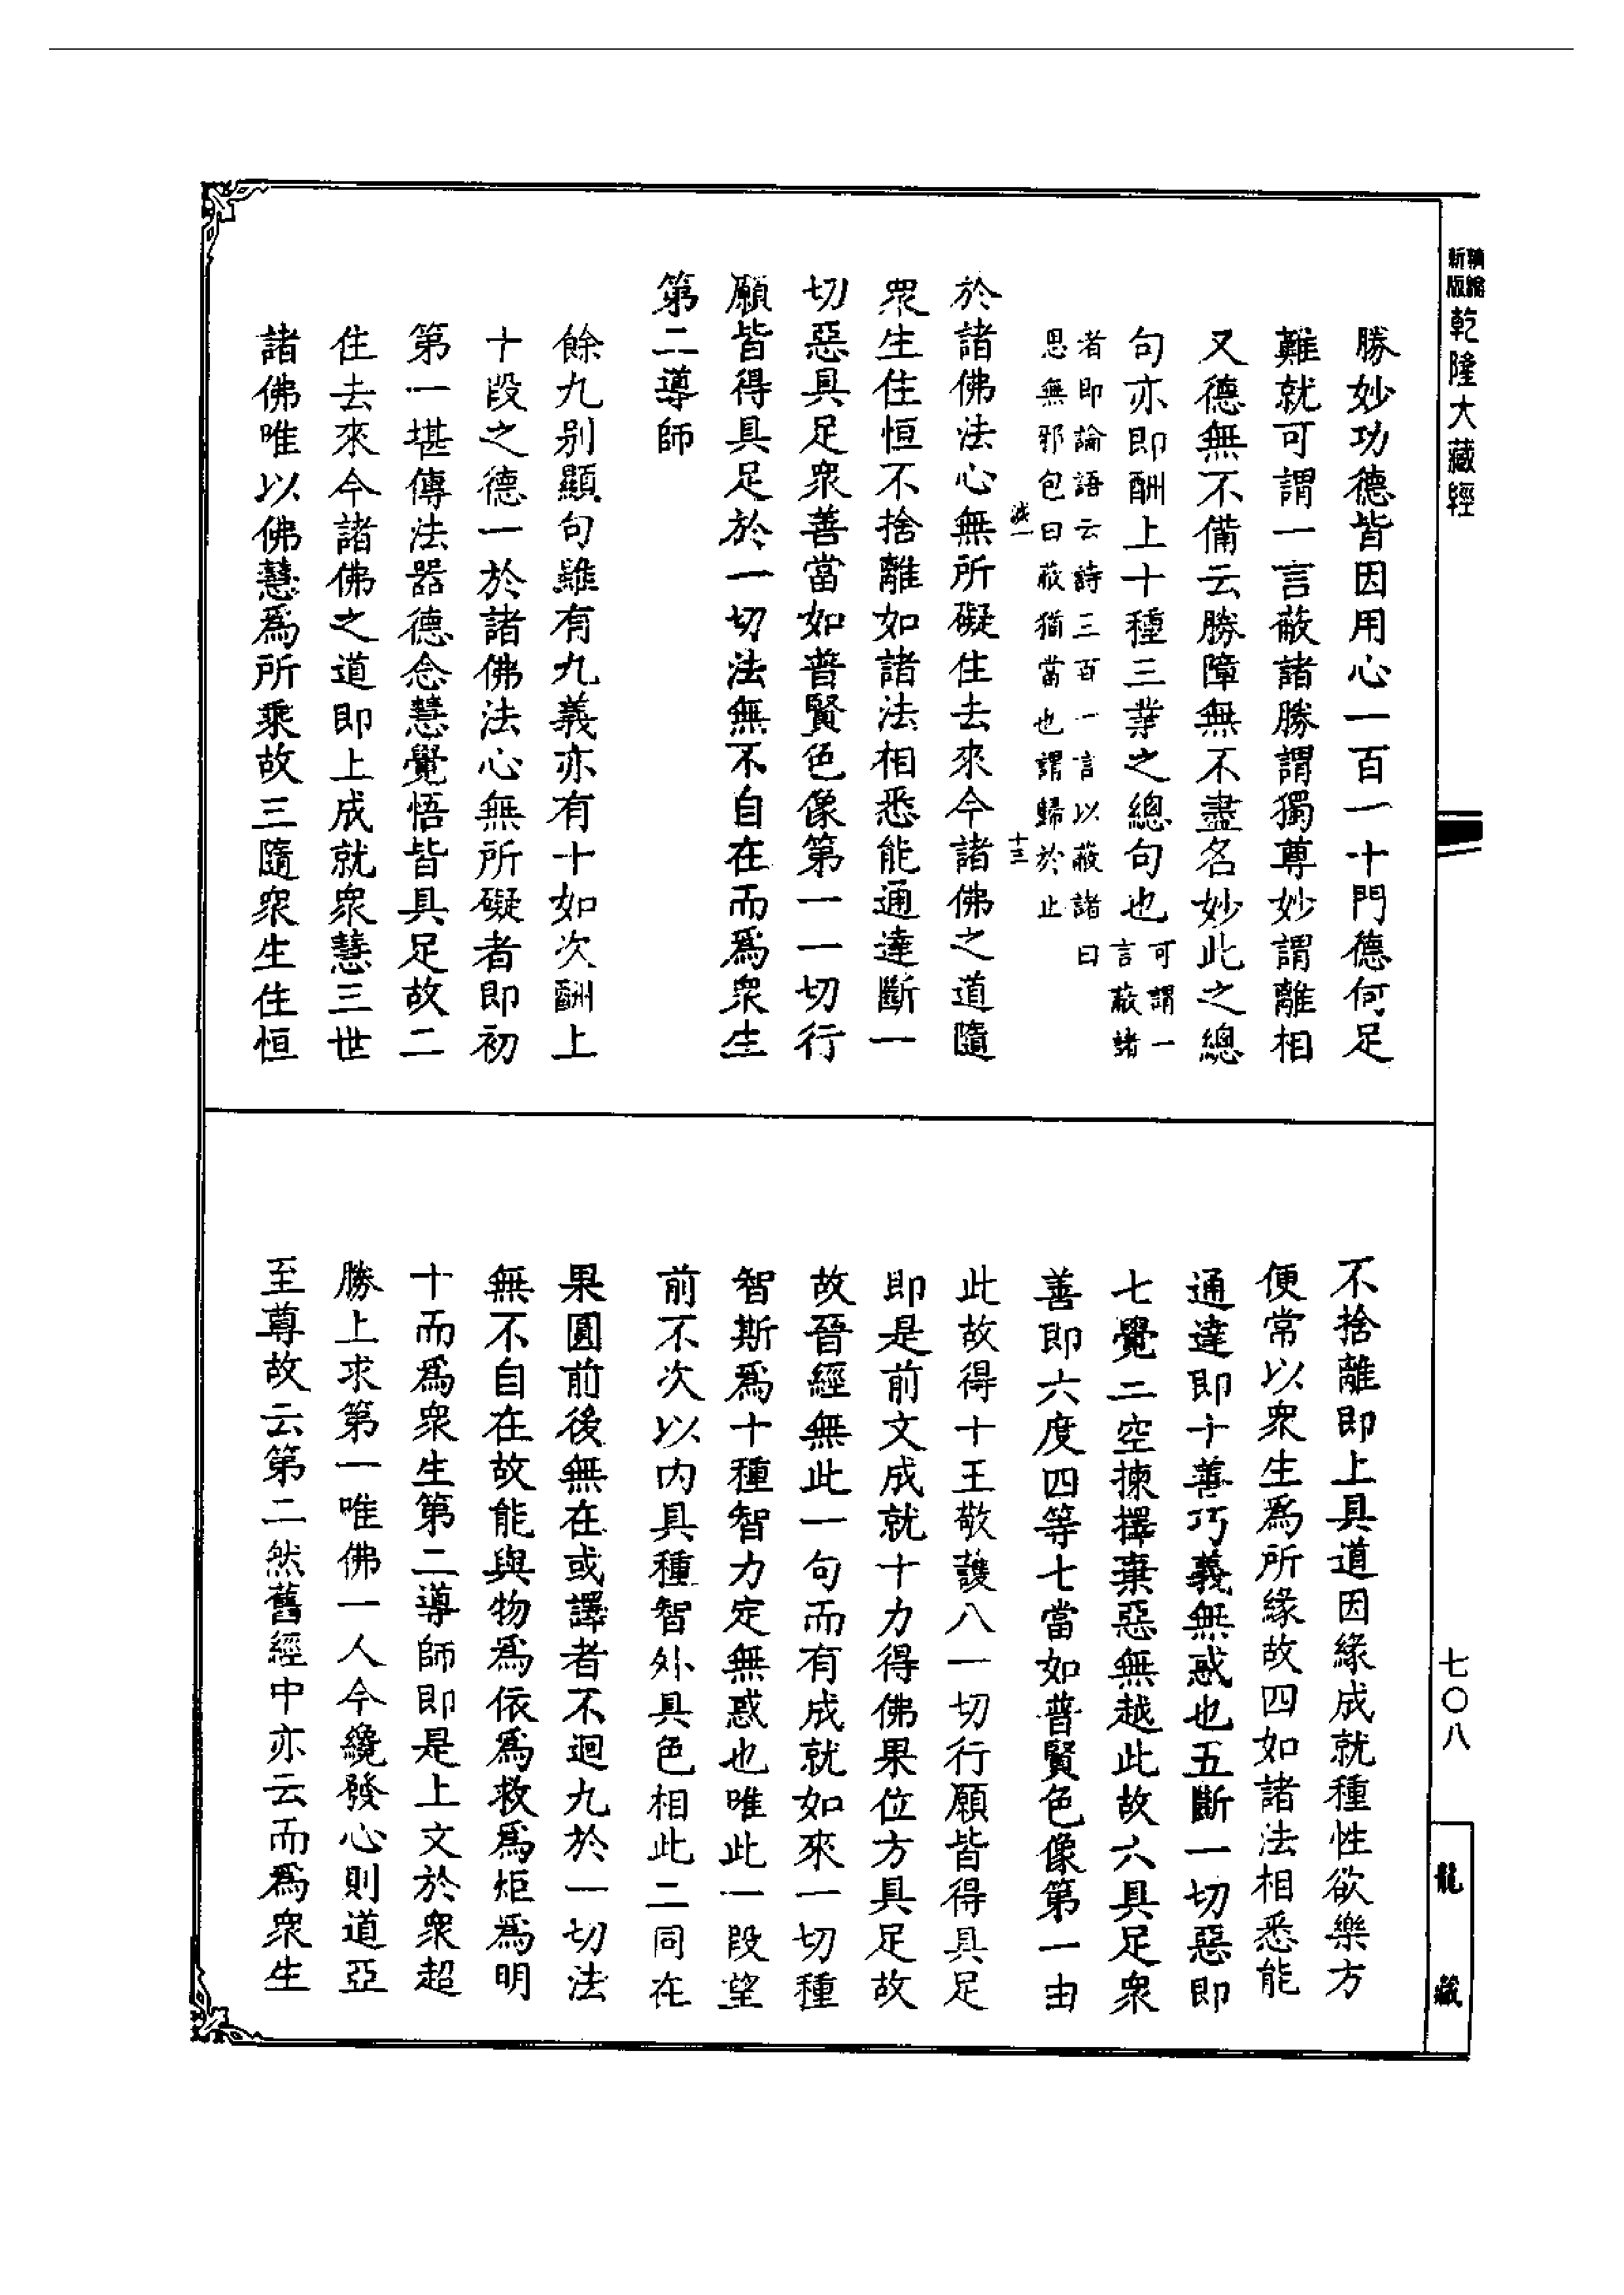 精縮新版乾隆大藏經
勝妙功德皆因用心一百一十門德何足
難就可謂一言蔽諸勝謂獨尊妙謂離相
又德無不備云勝障無不盡名妙此之總
句亦即酬上十種三業之總句也可謂一言蔽諸
者即論語云詩三百一言以蔽諸曰
思無邪包曰蔽猶當也謂歸於止
十三
於諸佛法心無所礙住去來今諸佛之道隨
眾生住恒不捨離如諸法相悉能通達斷一
切惡具足眾善當如普賢色像第一一切行
願皆得具足於一切法無不自在而為眾生
第二導師
餘九別顯句雖有九義亦有十如次酬上
十段之德一於諸佛法心無所礙者即初
第一堪傳法器德念慧覺悟皆具足故二
住去來今諸佛之道即上成就眾慧三世
諸佛唯以佛慧為所乘故三隨眾生住恒
不捨離即上具道因緣成就種性欲樂方
便常以眾生為所緣故四如諸法相悉能
通達即十善巧義無惑也五斷一切惡即
七覺二空揀擇棄惡無越此故六具足眾
善即六度四等七當如普賢色像第一由
此故得十王敬護八一切行願皆得具足
即是前文成就十力得佛果位方具足故
故晉經無此一句而有成就如來一切種
智斯為十種智力定無惑也唯此一段望
前不次以內具種智外具色相此二同在
果圓前後無在或譯者不迴九於一切法
無不自在故能與物為依為救為炬為明
十而為眾生第二導師即是上文於眾超
勝上求第一唯佛一人今纔發心則道亞
至尊故云第二然舊經中亦云而為眾生
七〇八
龍藏